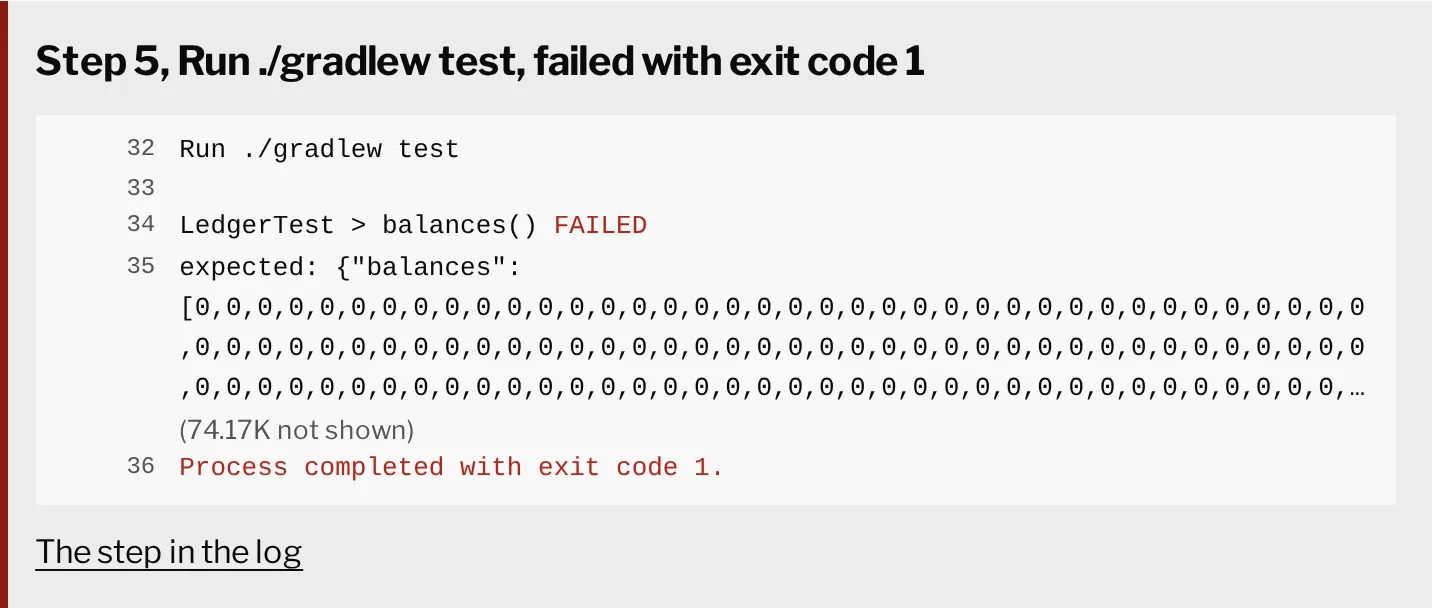 Step 5, Run ./gradlew test, failed with exit code 1
32 Run ./gradlew test
33
34 LedgerTest > balances() FAILED
35 expected: {"balances":
[0,0,0,0,0,0,0,0,0,0,0,0,0,0,0,0,0,0,0,0,0,0,0,0,0,0,0,0,0,0,0,0,0,0,0,0,0,0
,0,0,0,0,0,0,0,0,0,0,0,0,0,0,0,0,0,0,0,0,0,0,0,0,0,0,0,0,0,0,0,0,0,0,0,0,0,0
,0,0,0,0,0,0,0,0,0,0,0,0,0,0,0,0,0,0,0,0,0,0,0,0,0,0,0,0,0,0,0,0,0,0,0,0,0,…
(74.17K not shown)
36 Process completed with exit code 1.
The step in the log